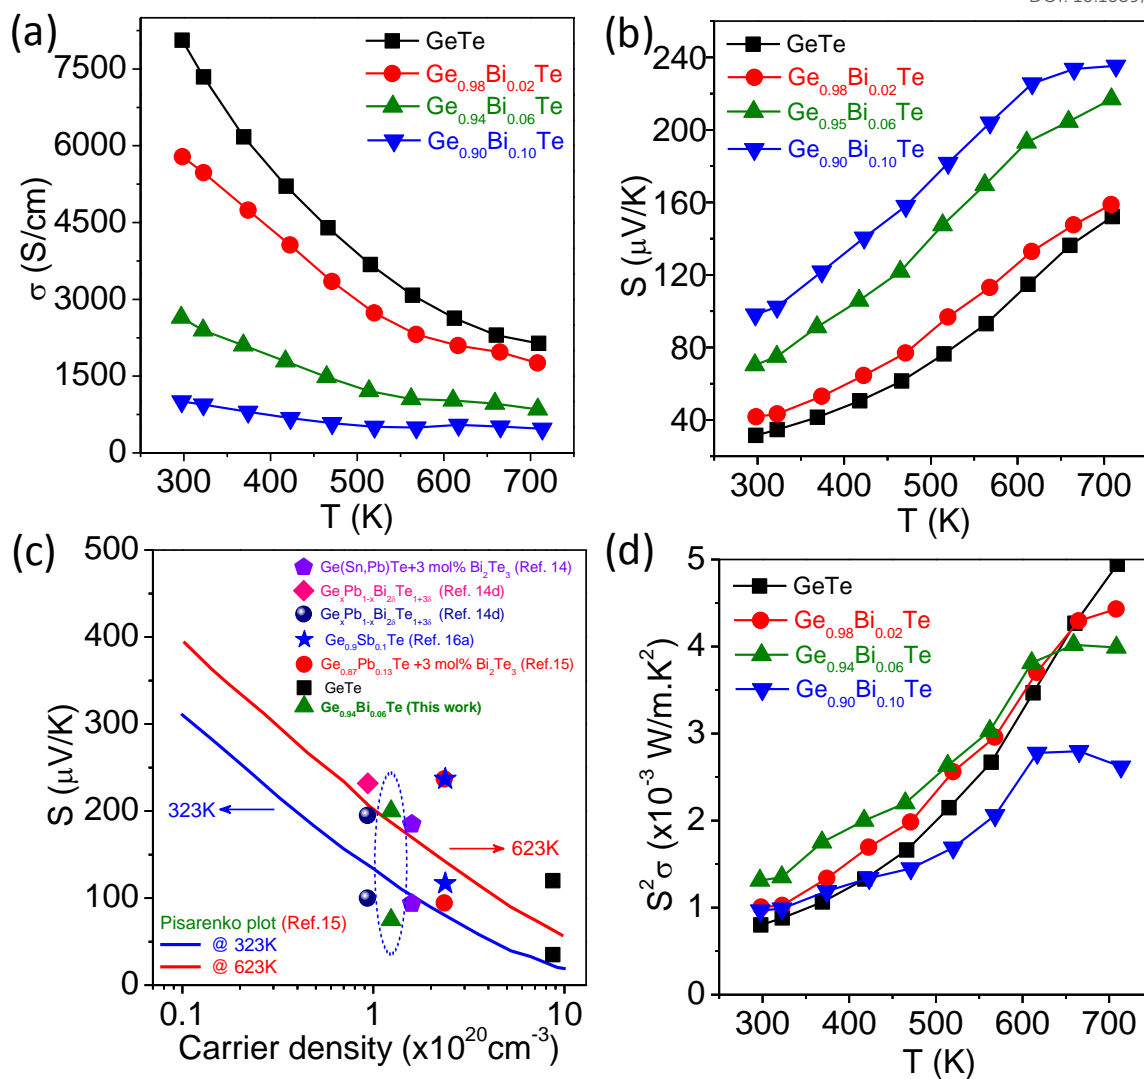 DOI: 10.1039/
(a)
GeTe
Ge0.98Bi0.02Te
Ge0.94Bi0.06Te
Ge0.90Bi0.10Te
7500
6000
4500
3000
1500
0
σ (S/cm)
300 400 500 600 700
T (K)
(b)
GeTe
Ge0.98Bi0.02Te
Ge0.95Bi0.06Te
Ge0.90Bi0.10Te
240
200
160
120
80
40
S (μV/K)
300 400 500 600 700
T (K)
(c)
Ge(Sn,Pb)Te+3 mol% Bi2Te3 (Ref. 14)
GexPb1-xBi2δTe1+3δ (Ref. 14d)
GexPb1-xBi2δTe1+3δ (Ref. 14d)
Ge0.9Sb0.1Te (Ref. 16a)
Ge0.87Pb0.13Te +3 mol% Bi2Te3 (Ref.15)
GeTe
Ge0.94Bi0.06Te (This work)
500
400
300
200
100
0
S (μV/K)
323K
623K
Pisarenko plot (Ref.15)
@ 323K
@ 623K
0.1 1 10
Carrier density (x10^20cm^-3)
(d)
GeTe
Ge0.98Bi0.02Te
Ge0.94Bi0.06Te
Ge0.90Bi0.10Te
5
4
3
2
1
0
S^2σ (x10^-3 W/m.K^2)
300 400 500 600 700
T (K)